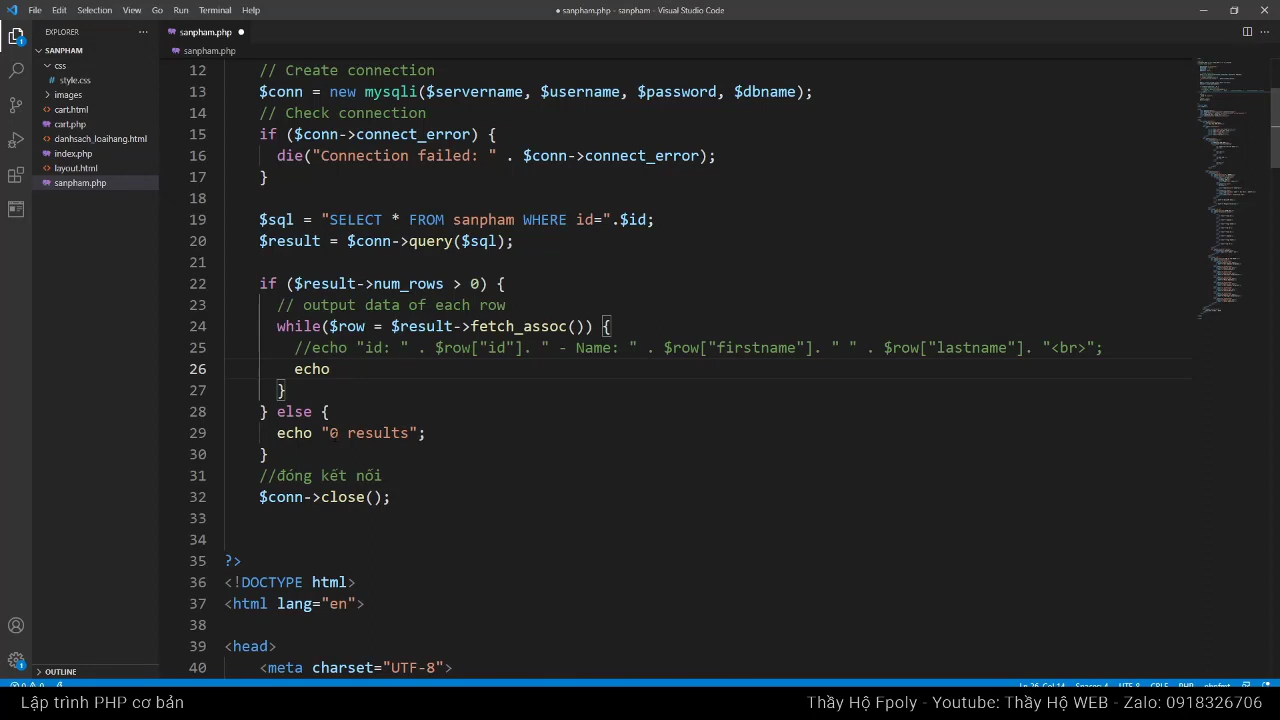 File Edit Selection View Go Run Terminal Help
● sanpham.php - sanpham - Visual Studio Code
EXPLORER
SANPHAM
css
style.css
images
cart.html
cart.php
danhsach_loaihang.html
index.php
layout.html
sanpham.php
OUTLINE
sanpham.php
sanpham.php
12 // Create connection
13 $conn = new mysqli($servername, $username, $password, $dbname);
14 // Check connection
15 if ($conn->connect_error) {
16 die("Connection failed: " . $conn->connect_error);
17 }
18
19 $sql = "SELECT * FROM sanpham WHERE id=".$id;
20 $result = $conn->query($sql);
21
22 if ($result->num_rows > 0) {
23 // output data of each row
24 while($row = $result->fetch_assoc()) {
25 //echo "id: " . $row["id"]. " - Name: " . $row["firstname"]. " " . $row["lastname"]. "<br>";
26 echo
27 }
28 } else {
29 echo "0 results";
30 }
31 //đóng kết nối
32 $conn->close();
33
34
35 ?>
36 <!DOCTYPE html>
37 <html lang="en">
38
39 <head>
40 <meta charset="UTF-8">
Lập trình PHP cơ bản
Thầy Hộ Fpoly - Youtube: Thầy Hộ WEB - Zalo: 0918326706